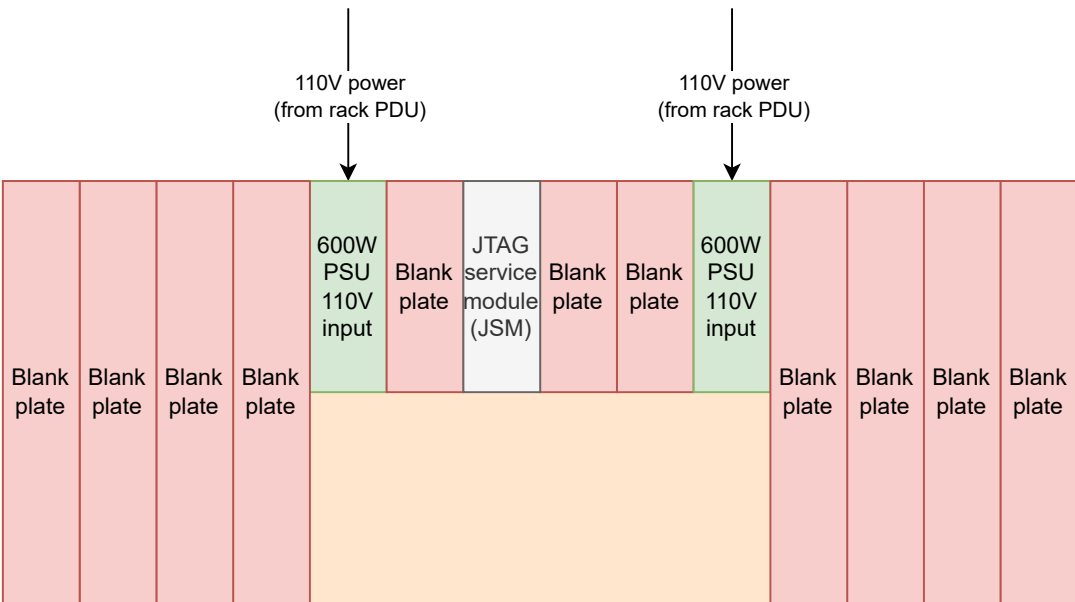 110V power
(from rack PDU)
110V power
(from rack PDU)
600W
PSU
110V
input
Blank
plate
JTAG
service
module
(JSM)
Blank
plate
Blank
plate
600W
PSU
110V
input
Blank
plate
Blank
plate
Blank
plate
Blank
plate
Blank
plate
Blank
plate
Blank
plate
Blank
plate